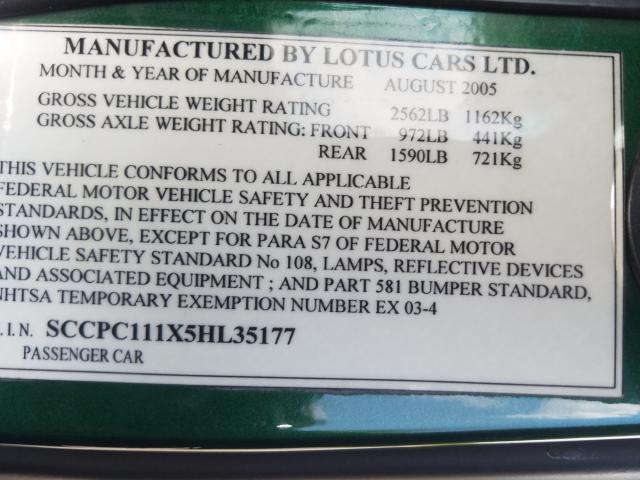 MANUFACTURED BY LOTUS CARS LTD.
MONTH & YEAR OF MANUFACTURE AUGUST 2005
GROSS VEHICLE WEIGHT RATING 2562LB 1162Kg
GROSS AXLE WEIGHT RATING: FRONT 972LB 441Kg
REAR 1590LB 721Kg
THIS VEHICLE CONFORMS TO ALL APPLICABLE
FEDERAL MOTOR VEHICLE SAFETY AND THEFT PREVENTION
STANDARDS, IN EFFECT ON THE DATE OF MANUFACTURE
SHOWN ABOVE, EXCEPT FOR PARA S7 OF FEDERAL MOTOR
VEHICLE SAFETY STANDARD No 108, LAMPS, REFLECTIVE DEVICES
AND ASSOCIATED EQUIPMENT ; AND PART 581 BUMPER STANDARD,
NHTSA TEMPORARY EXEMPTION NUMBER EX 03-4
. I. N. SCCPC111X5HL35177
PASSENGER CAR